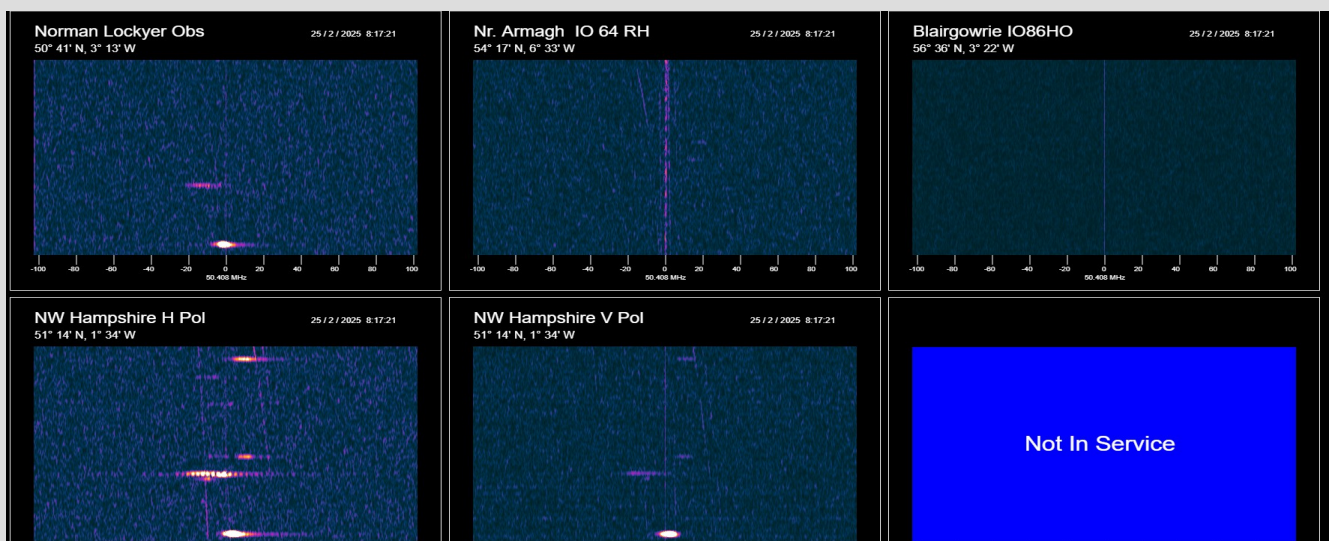 Norman Lockyer Obs
25 / 2 / 2025 8:17:21
50° 41' N, 3° 13' W
-100 -80 -60 -40 -20 0 20 40 60 80 100
50.408 MHz
Nr. Armagh IO 64 RH
25 / 2 / 2025 8:17:21
54° 17' N, 6° 33' W
-100 -80 -60 -40 -20 0 20 40 60 80 100
50.408 MHz
Blairgowrie IO86HO
25 / 2 / 2025 8:17:21
56° 36' N, 3° 22' W
-100 -80 -60 -40 -20 0 20 40 60 80 100
50.408 MHz
NW Hampshire H Pol
25 / 2 / 2025 8:17:21
51° 14' N, 1° 34' W
NW Hampshire V Pol
25 / 2 / 2025 8:17:21
51° 14' N, 1° 34' W
Not In Service